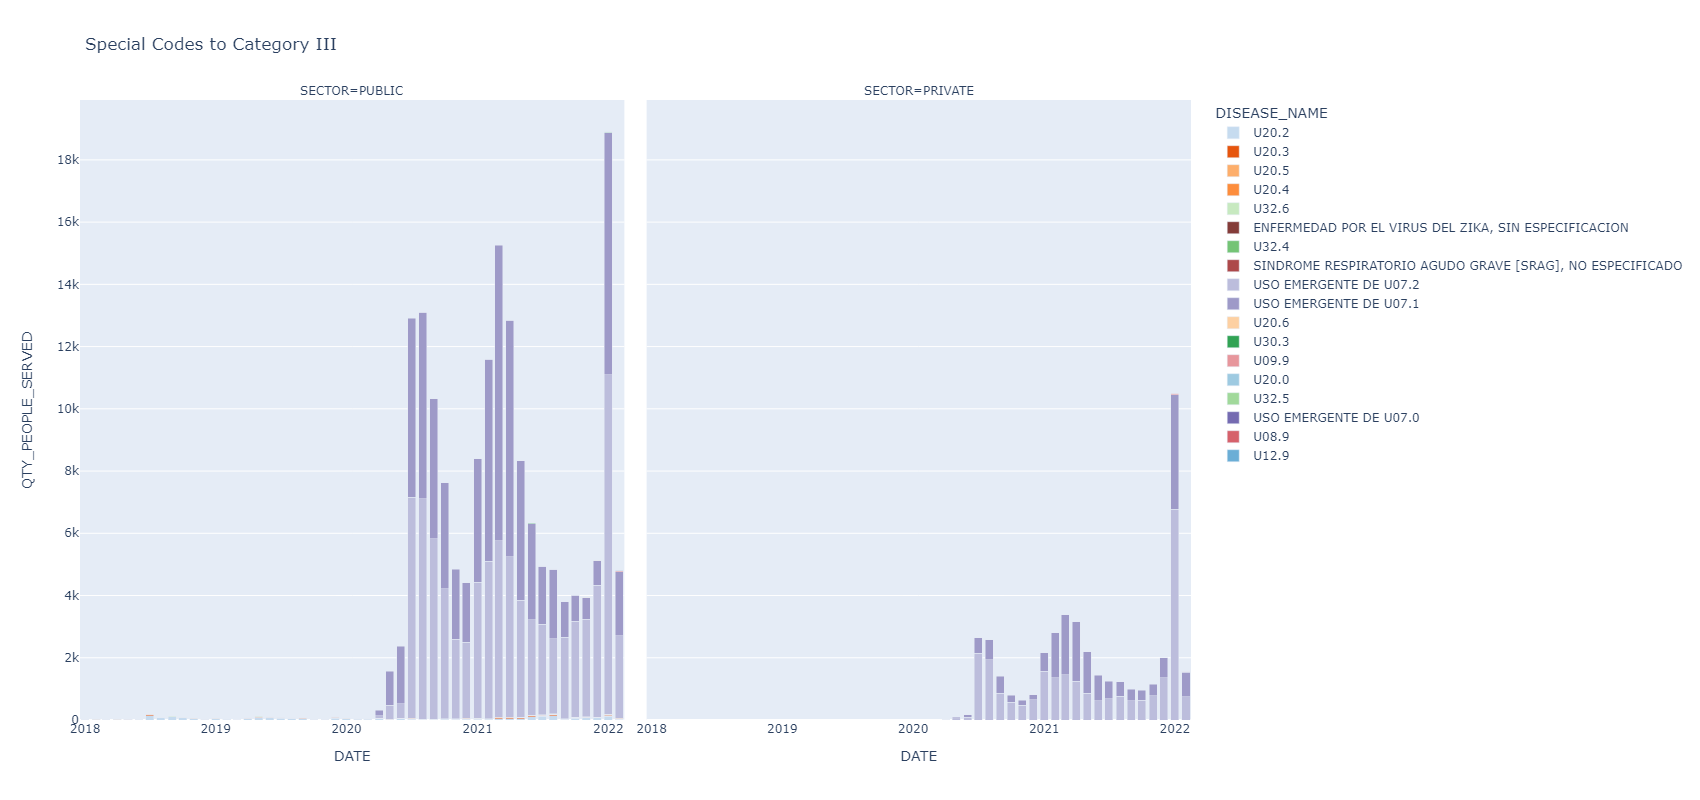 Special Codes to Category III
SECTOR=PUBLIC
SECTOR=PRIVATE
QTY_PEOPLE_SERVED
18k
16k
14k
12k
10k
8k
6k
4k
2k
0
2018
2019
2020
2021
2022
2018
2019
2020
2021
2022
DATE
DATE
DISEASE_NAME
U20.2
U20.3
U20.5
U20.4
U32.6
ENFERMEDAD POR EL VIRUS DEL ZIKA, SIN ESPECIFICACION
U32.4
SINDROME RESPIRATORIO AGUDO GRAVE [SRAG], NO ESPECIFICADO
USO EMERGENTE DE U07.2
USO EMERGENTE DE U07.1
U20.6
U30.3
U09.9
U20.0
U32.5
USO EMERGENTE DE U07.0
U08.9
U12.9